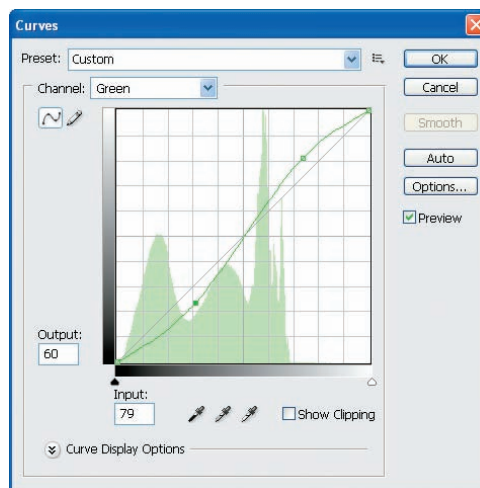 Curves
Preset: Custom
OK
Channel: Green
Cancel
Smooth
Auto
Options...
Preview
Output:
60
Input:
79
Show Clipping
Curve Display Options